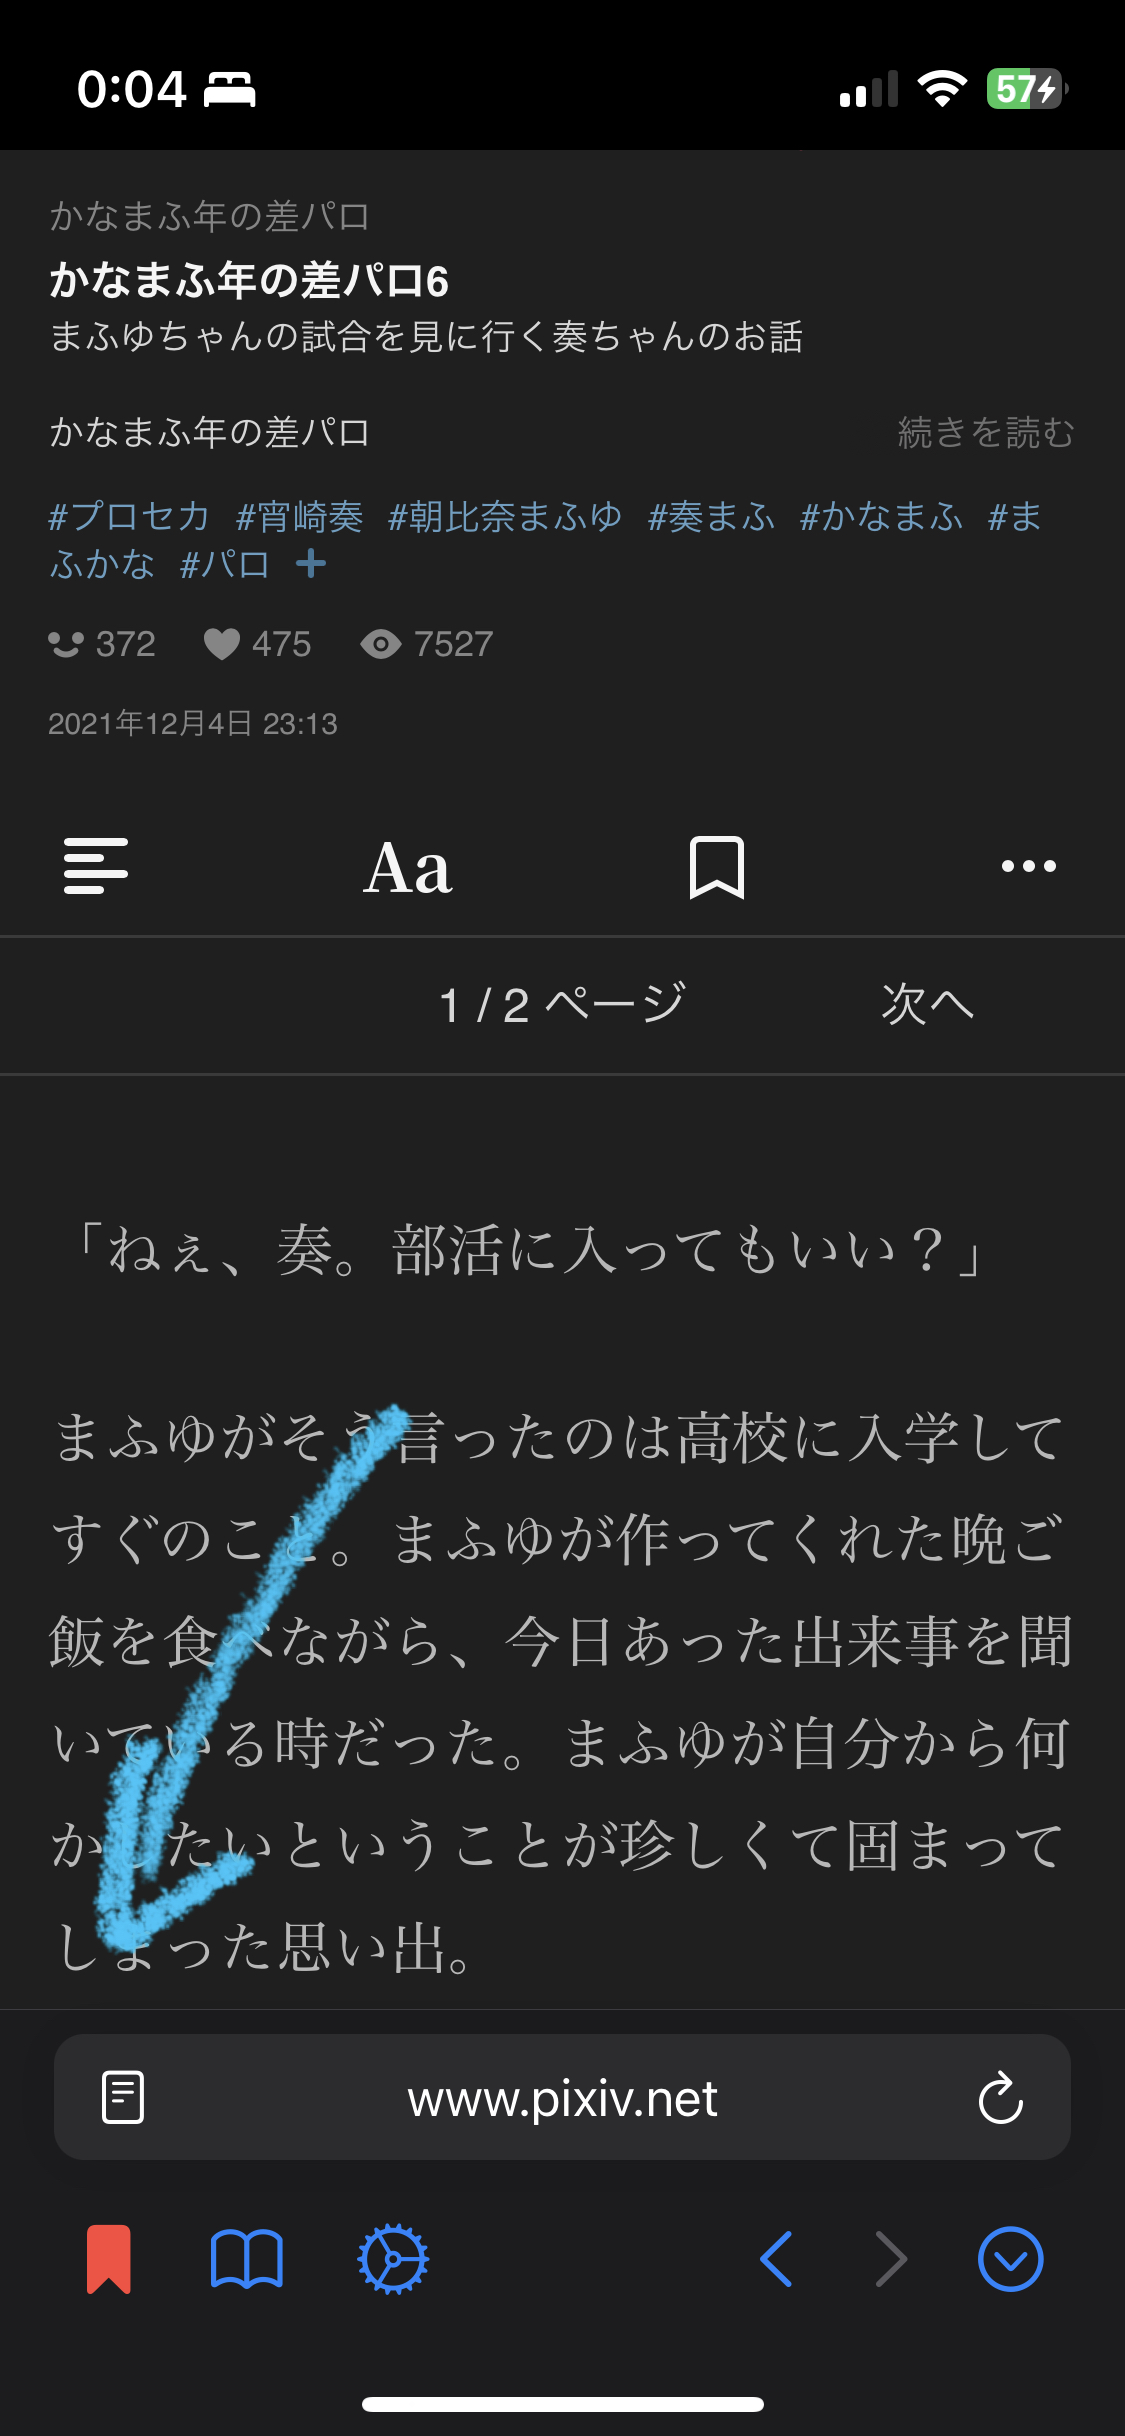 0:04
57
かなまふ年の差パロ
かなまふ年の差パロ6
まふゆちゃんの試合を見に行く奏ちゃんのお話
かなまふ年の差パロ
続きを読む
#プロセカ #宵崎奏 #朝比奈まふゆ #奏まふ #かなまふ #ま
ふかな #パロ
372 475 7527
2021年12月4日 23:13
Aa
1 / 2 ページ
次へ
「ねぇ、奏。部活に入ってもいい？」
まふゆがそう言ったのは高校に入学して
すぐのこと。まふゆが作ってくれた晩ご
飯を食べながら、今日あった出来事を聞
いている時だった。まふゆが自分から何
かしたいということが珍しくて固まって
しまった思い出。
www.pixiv.net